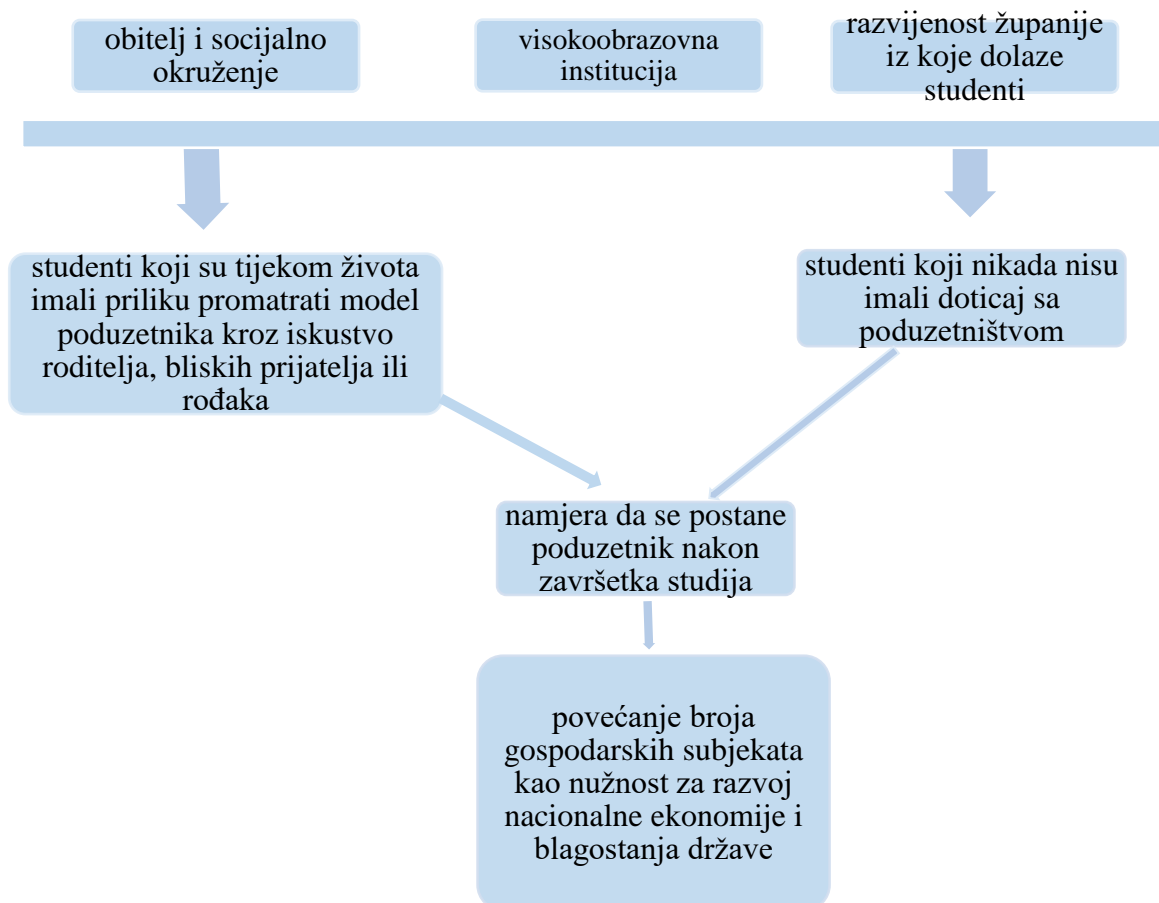 obitelj i socijalno
okruženje
visokoobrazovna
institucija
razvijenost županije
iz koje dolaze
studenti
studenti koji su tijekom života
imali priliku promatrati model
poduzetnika kroz iskustvo
roditelja, bliskih prijatelja ili
rođaka
studenti koji nikada nisu
imali doticaj sa
poduzetništvom
namjera da se postane
poduzetnik nakon
završetka studija
povećanje broja
gospodarskih subjekata
kao nužnost za razvoj
nacionalne ekonomije i
blagostanja države